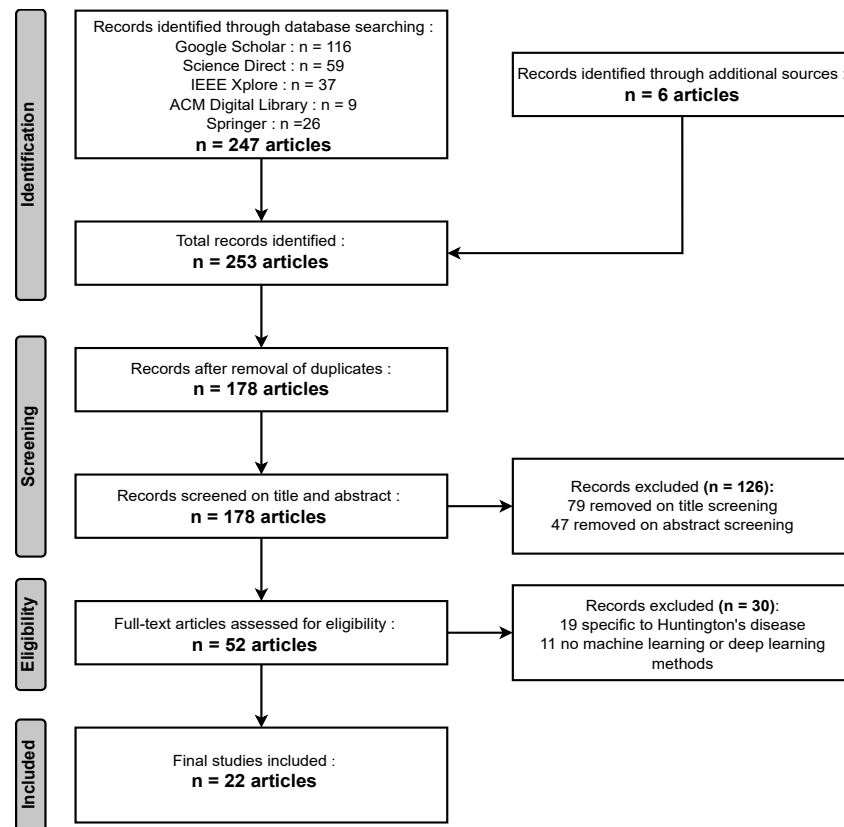 Identification
Records identified through database searching :
Google Scholar : n = 116
Science Direct : n = 59
IEEE Xplore : n = 37
ACM Digital Library : n = 9
Springer : n =26
n = 247 articles
Records identified through additional sources :
n = 6 articles
Total records identified :
n = 253 articles
Screening
Records after removal of duplicates :
n = 178 articles
Records screened on title and abstract :
n = 178 articles
Records excluded (n = 126):
79 removed on title screening
47 removed on abstract screening
Eligibility
Full-text articles assessed for eligibility :
n = 52 articles
Records excluded (n = 30):
19 specific to Huntington's disease
11 no machine learning or deep learning
methods
Included
Final studies included :
n = 22 articles